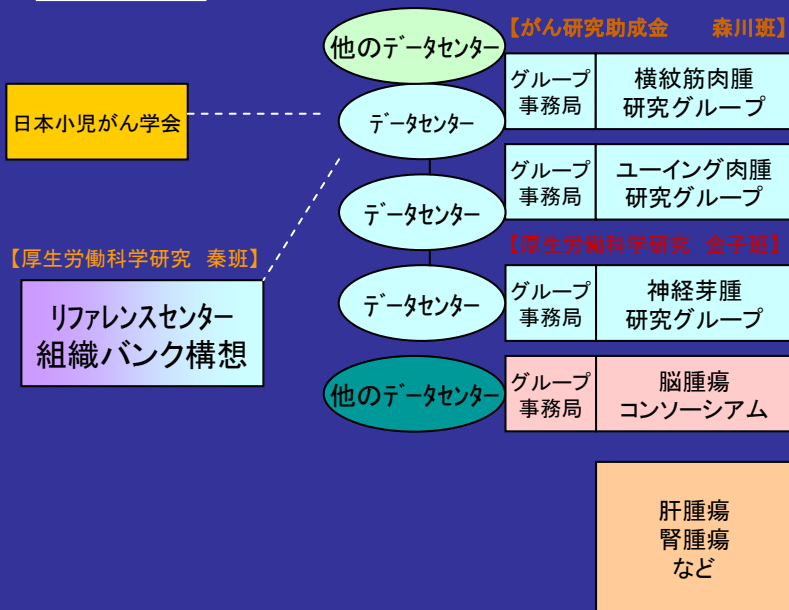 【がん研究助成金　　森川班】
他のデータセンター
グループ
事務局
横紋筋肉腫
研究グループ
日本小児がん学会
データセンター
グループ
事務局
ユーイング肉腫
研究グループ
データセンター
【厚生労働科学研究　金子班】
【厚生労働科学研究　秦班】
データセンター
グループ
事務局
神経芽腫
研究グループ
リファレンスセンター
組織バンク構想
他のデータセンター
グループ
事務局
脳腫瘍
コンソーシアム
肝腫瘍
腎腫瘍
など